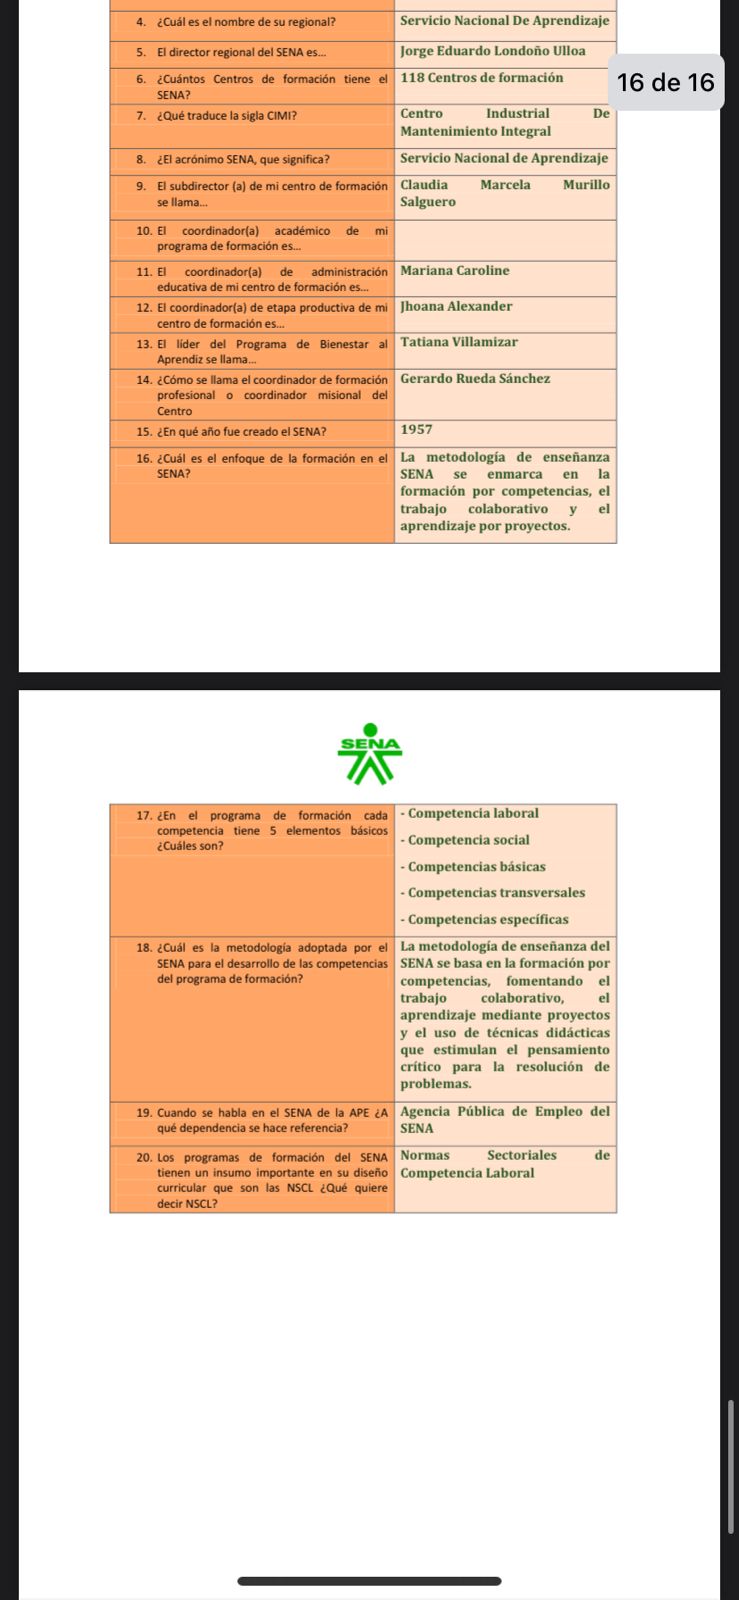 4. ¿Cuál es el nombre de su regional?
Servicio Nacional De Aprendizaje
5. El director regional del SENA es...
Jorge Eduardo Londoño Ulloa
16 de 16
6. ¿Cuántos Centros de formación tiene el
SENA?
118 Centros de formación
7. ¿Qué traduce la sigla CIMI?
Centro Industrial De
Mantenimiento Integral
8. ¿El acrónimo SENA, que significa?
Servicio Nacional de Aprendizaje
9. El subdirector (a) de mi centro de formación
se llama...
Claudia Marcela Murillo
Salguero
10. El coordinador(a) académico de mi
programa de formación es...
11. El coordinador(a) de administración
educativa de mi centro de formación es...
Mariana Caroline
12. El coordinador(a) de etapa productiva de mi
centro de formación es...
Jhoana Alexander
13. El líder del Programa de Bienestar al
Aprendiz se llama...
Tatiana Villamizar
14. ¿Cómo se llama el coordinador de formación
profesional o coordinador misional del
Centro
Gerardo Rueda Sánchez
15. ¿En qué año fue creado el SENA?
1957
16. ¿Cuál es el enfoque de la formación en el
SENA?
La metodología de enseñanza
SENA se enmarca en la
formación por competencias, el
trabajo colaborativo y el
aprendizaje por proyectos.
SENA
17. ¿En el programa de formación cada
competencia tiene 5 elementos básicos
¿Cuáles son?
- Competencia laboral
- Competencia social
- Competencias básicas
- Competencias transversales
- Competencias específicas
18. ¿Cuál es la metodología adoptada por el
SENA para el desarrollo de las competencias
del programa de formación?
La metodología de enseñanza del
SENA se basa en la formación por
competencias, fomentando el
trabajo colaborativo, el
aprendizaje mediante proyectos
y el uso de técnicas didácticas
que estimulan el pensamiento
crítico para la resolución de
problemas.
19. Cuando se habla en el SENA de la APE ¿A
qué dependencia se hace referencia?
Agencia Pública de Empleo del
SENA
20. Los programas de formación del SENA
tienen un insumo importante en su diseño
curricular que son las NSCL ¿Qué quiere
decir NSCL?
Normas Sectoriales de
Competencia Laboral